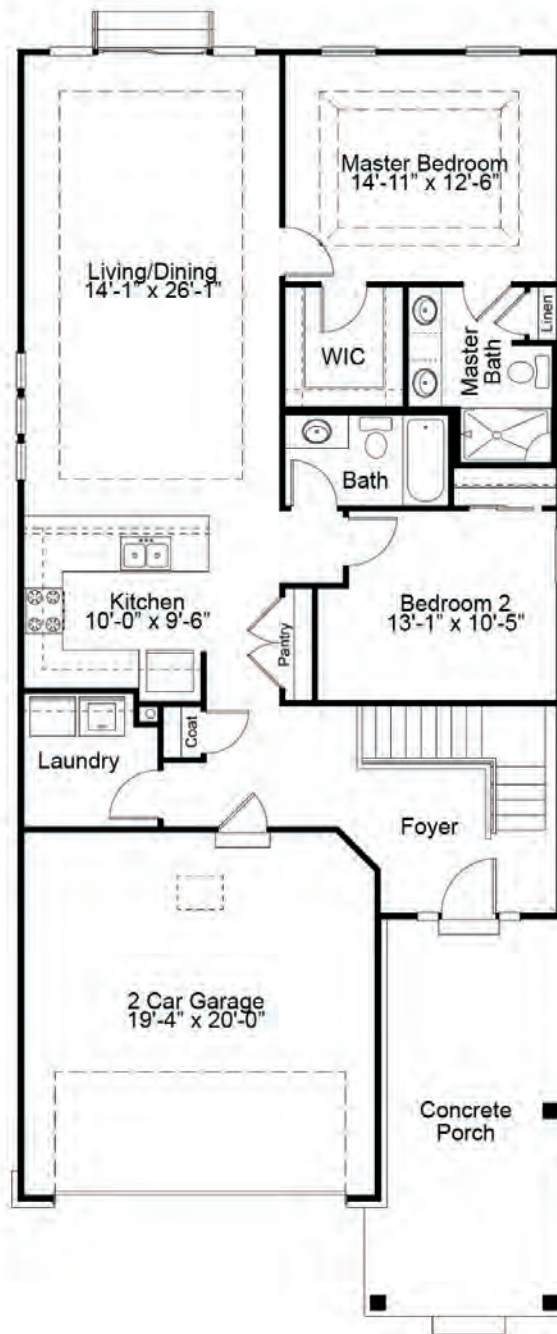 Master Bedroom
14'-11" x 12'-6"
Living/Dining
14'-1" x 26'-1"
Linen
WIC
Master
Bath
Bath
Kitchen
10'-0" x 9'-6"
Bedroom 2
13'-1" x 10'-5"
Pantry
Coat
Laundry
Foyer
2 Car Garage
19'-4" x 20'-0"
Concrete
Porch